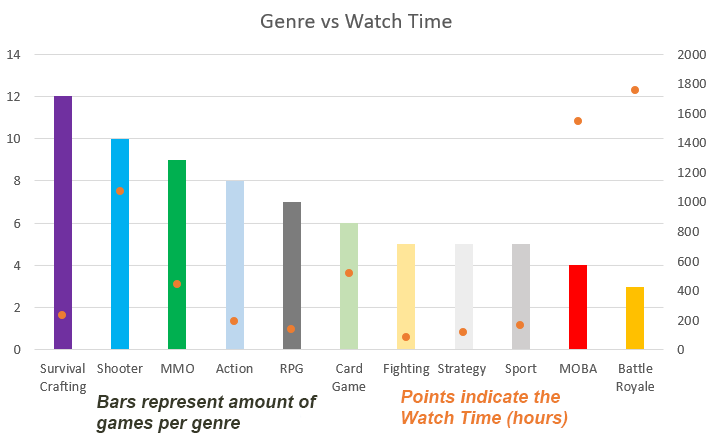 Genre vs Watch Time
14
12
10
8
6
4
2
0
2000
1800
1600
1400
1200
1000
800
600
400
200
0
Survival
Crafting
Shooter
MMO
Action
RPG
Card
Game
Fighting
Strategy
Sport
MOBA
Battle
Royale
Bars represent amount of
games per genre
Points indicate the
Watch Time (hours)